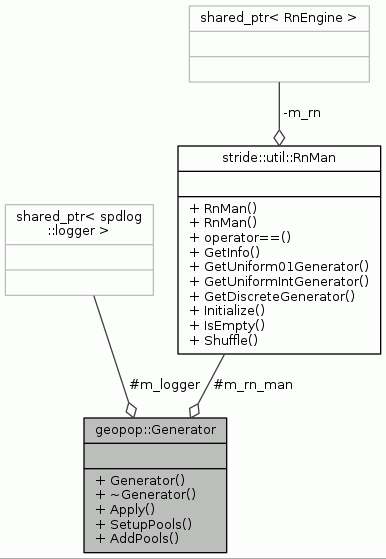 shared_ptr< RnEngine >
-m_rn
stride::util::RnMan
+ RnMan()
+ RnMan()
+ operator==()
+ GetInfo()
+ GetUniform01Generator()
+ GetUniformIntGenerator()
+ GetDiscreteGenerator()
+ Initialize()
+ IsEmpty()
+ Shuffle()
shared_ptr< spdlog
::logger >
#m_logger
#m_rn_man
geopop::Generator
+ Generator()
+ ~Generator()
+ Apply()
+ SetupPools()
+ AddPools()